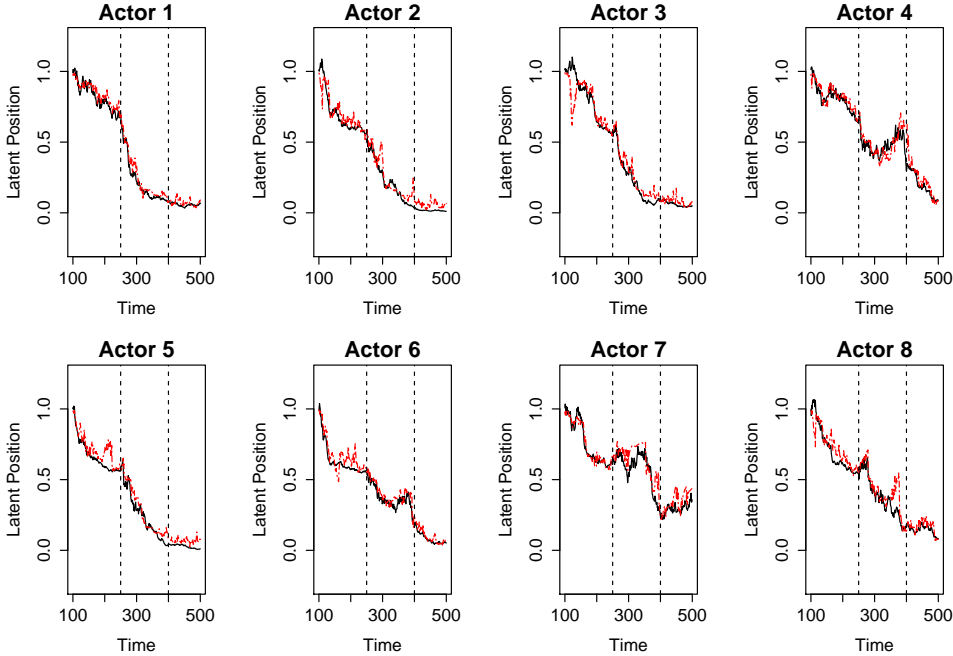 Actor 1
Actor 2
Actor 3
Actor 4
Latent Position
0.0 0.5 1.0
100 300 500
Time
Latent Position
0.0 0.5 1.0
100 300 500
Time
Latent Position
0.0 0.5 1.0
100 300 500
Time
Latent Position
0.0 0.5 1.0
100 300 500
Time
Actor 5
Actor 6
Actor 7
Actor 8
Latent Position
0.0 0.5 1.0
100 300 500
Time
Latent Position
0.0 0.5 1.0
100 300 500
Time
Latent Position
0.0 0.5 1.0
100 300 500
Time
Latent Position
0.0 0.5 1.0
100 300 500
Time